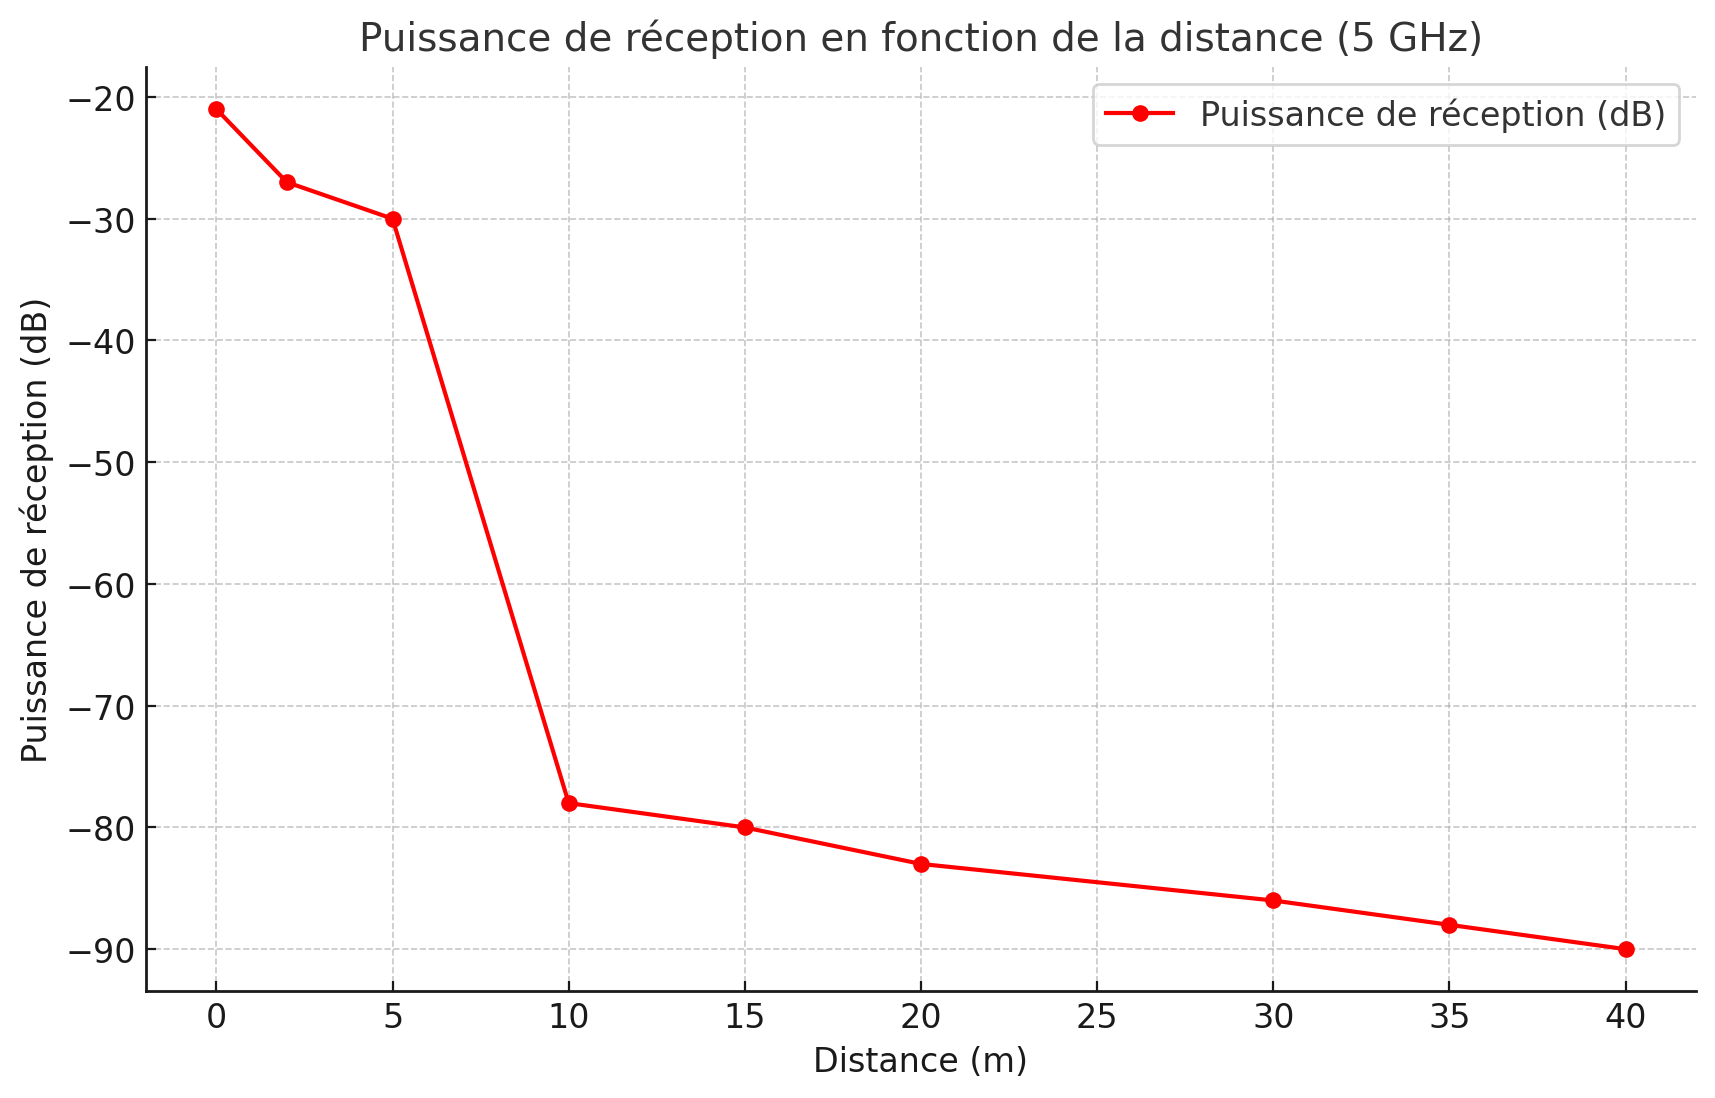 Puissance de réception en fonction de la distance (5 GHz)
Puissance de réception (dB)
Puissance de réception (dB)
−20
−30
−40
−50
−60
−70
−80
−90
0 5 10 15 20 25 30 35 40
Distance (m)